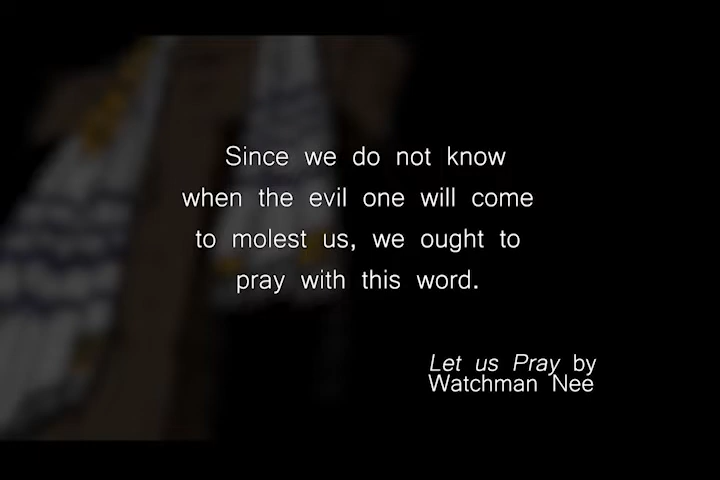 Since we do not know
when the evil one will come
to molest us, we ought to
pray with this word.
Let us Pray by
Watchman Nee